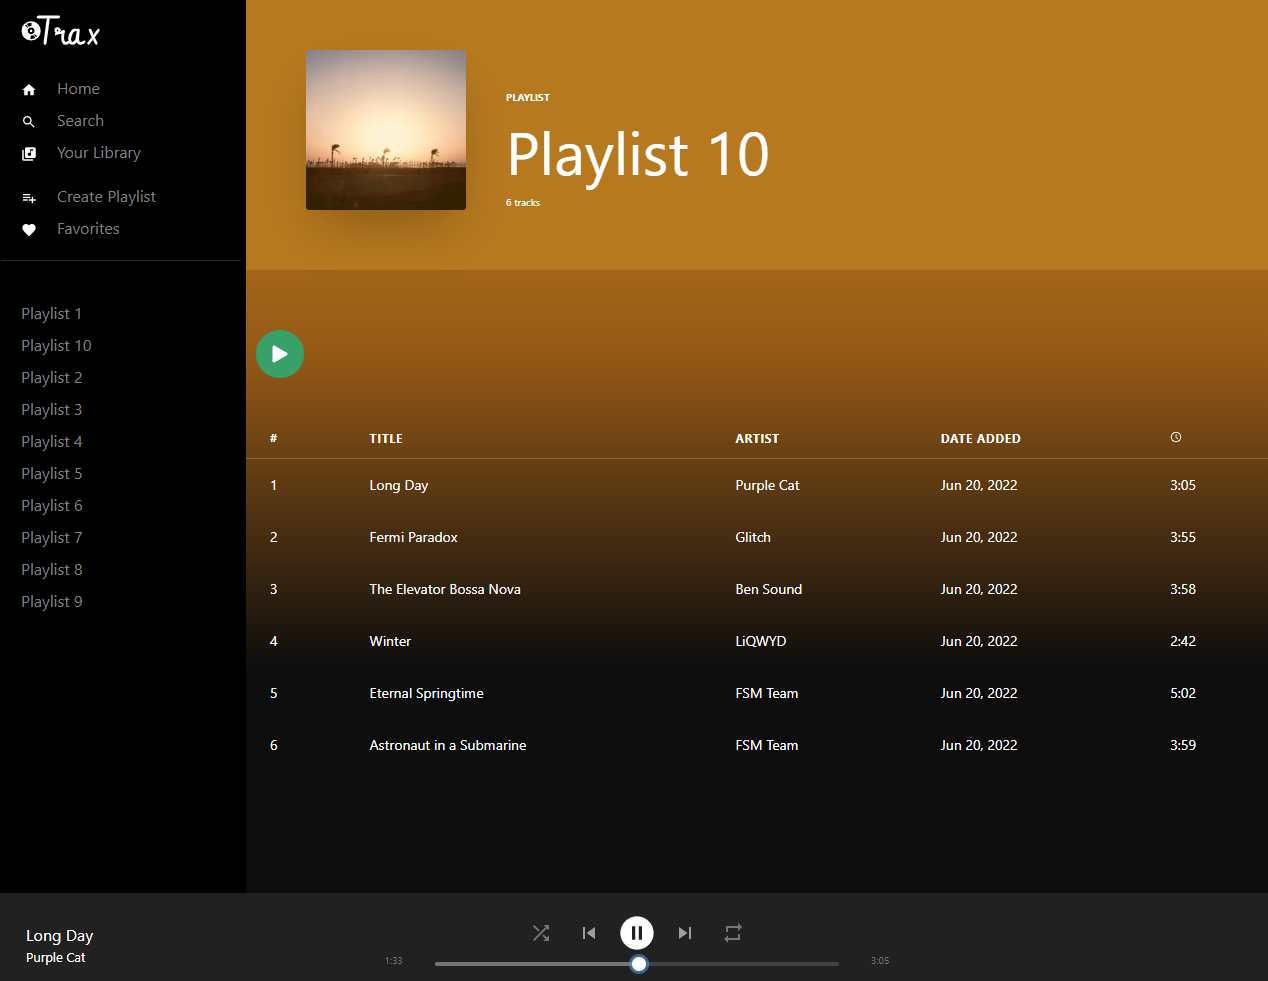 Trax
Home
Search
Your Library
Create Playlist
Favorites
Playlist 1
Playlist 10
Playlist 2
Playlist 3
Playlist 4
Playlist 5
Playlist 6
Playlist 7
Playlist 8
Playlist 9
PLAYLIST
Playlist 10
6 tracks
# TITLE ARTIST DATE ADDED
1 Long Day Purple Cat Jun 20, 2022 3:05
2 Fermi Paradox Glitch Jun 20, 2022 3:55
3 The Elevator Bossa Nova Ben Sound Jun 20, 2022 3:58
4 Winter LiQWYD Jun 20, 2022 2:42
5 Eternal Springtime FSM Team Jun 20, 2022 5:02
6 Astronaut in a Submarine FSM Team Jun 20, 2022 3:59
Long Day
Purple Cat
1:33 3:05